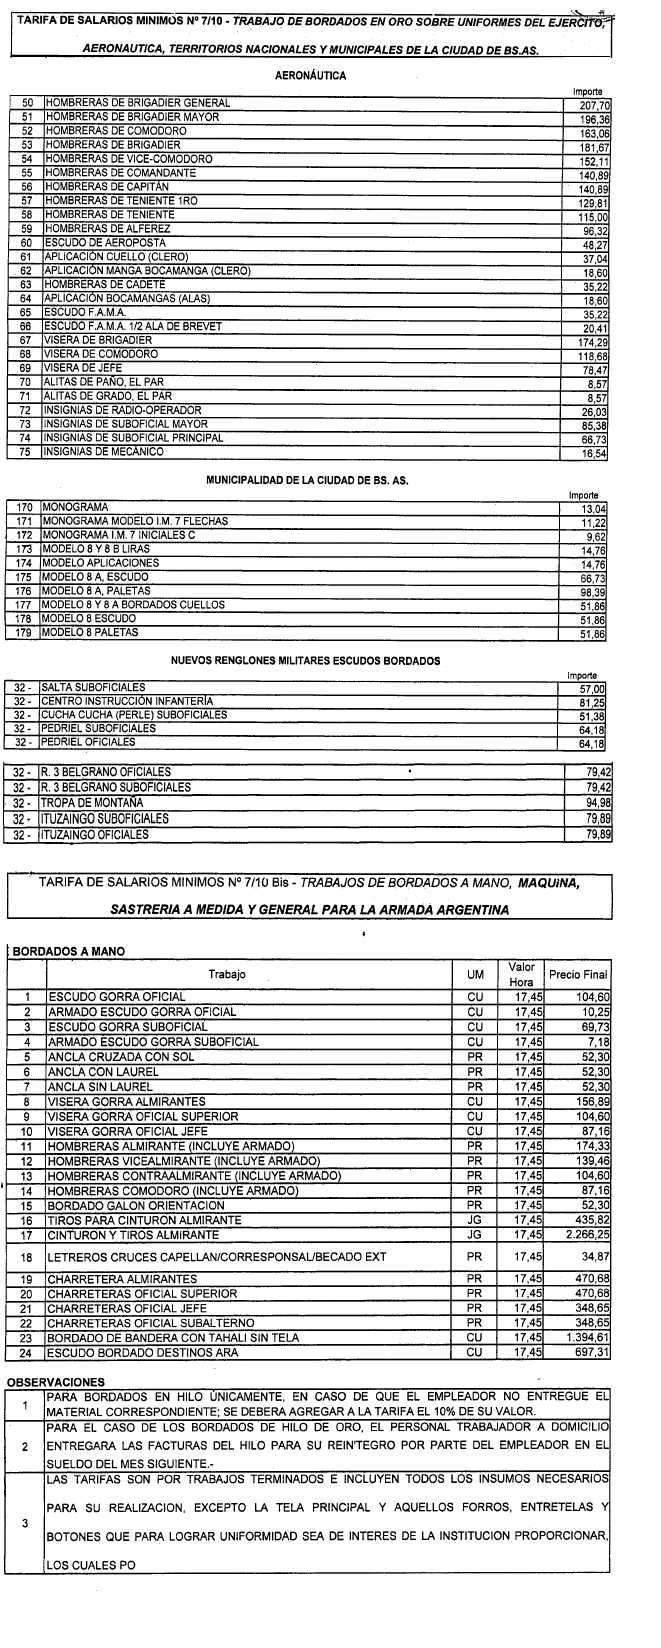 TARIFA DE SALARIOS MINIMOS Nº 7/10 - TRABAJO DE BORDADOS EN ORO SOBRE UNIFORMES DEL EJERCITO,
AERONAUTICA, TERRITORIOS NACIONALES Y MUNICIPALES DE LA CIUDAD DE BS.AS.
AERONÁUTICA
Importe
50 HOMBRERAS DE BRIGADIER GENERAL 207,70
51 HOMBRERAS DE BRIGADIER MAYOR 196,36
52 HOMBRERAS DE COMODORO 163,06
53 HOMBRERAS DE BRIGADIER 181,67
54 HOMBRERAS DE VICE-COMODORO 152,11
55 HOMBRERAS DE COMANDANTE 140,89
56 HOMBRERAS DE CAPITÁN 140,89
57 HOMBRERAS DE TENIENTE 1RO 129,81
58 HOMBRERAS DE TENIENTE 115,00
59 HOMBRERAS DE ALFEREZ 96,32
60 ESCUDO DE AEROPOSTA 48,27
61 APLICACIÓN CUELLO (CLERO) 37,04
62 APLICACIÓN MANGA BOCAMANGA (CLERO) 18,60
63 HOMBRERAS DE CADETE 35,22
64 APLICACIÓN BOCAMANGAS (ALAS) 18,60
65 ESCUDO F.A.M.A. 35,22
66 ESCUDO F.A.M.A. 1/2 ALA DE BREVET 20,41
67 VISERA DE BRIGADIER 174,29
68 VISERA DE COMODORO 118,68
69 VISERA DE JEFE 78,47
70 ALITAS DE PAÑO, EL PAR 8,57
71 ALITAS DE GRADO, EL PAR 8,57
72 INSIGNIAS DE RADIO-OPERADOR 26,03
73 INSIGNIAS DE SUBOFICIAL MAYOR 85,38
74 INSIGNIAS DE SUBOFICIAL PRINCIPAL 66,73
75 INSIGNIAS DE MECÁNICO 16,54
MUNICIPALIDAD DE LA CIUDAD DE BS. AS.
Importe
170 MONOGRAMA 13,04
171 MONOGRAMA MODELO I.M. 7 FLECHAS 11,22
172 MONOGRAMA I.M. 7 INICIALES C 9,62
173 MODELO 8 Y 8 B LIRAS 14,76
174 MODELO APLICACIONES 14,76
175 MODELO 8 A, ESCUDO 66,73
176 MODELO 8 A, PALETAS 98,39
177 MODELO 8 Y 8 A BORDADOS CUELLOS 51,86
178 MODELO 8 ESCUDO 51,86
179 MODELO 8 PALETAS 51,86
NUEVOS RENGLONES MILITARES ESCUDOS BORDADOS
Importe
32 - SALTA SUBOFICIALES 57,00
32 - CENTRO INSTRUCCIÓN INFANTERÍA 81,25
32 - CUCHA CUCHA (PERLE) SUBOFICIALES 51,38
32 - PEDRIEL SUBOFICIALES 64,18
32 - PEDRIEL OFICIALES 64,18
32 - R. 3 BELGRANO OFICIALES 79,42
32 - R. 3 BELGRANO SUBOFICIALES 79,42
32 - TROPA DE MONTAÑA 94,98
32 - ITUZAINGO SUBOFICIALES 79,89
32 - ITUZAINGO OFICIALES 79,89
TARIFA DE SALARIOS MINIMOS Nº 7/10 Bis - TRABAJOS DE BORDADOS A MANO, MAQUINA,
SASTRERIA A MEDIDA Y GENERAL PARA LA ARMADA ARGENTINA
BORDADOS A MANO
Trabajo UM Valor Hora Precio Final
1 ESCUDO GORRA OFICIAL CU 17,45 104,60
2 ARMADO ESCUDO GORRA OFICIAL CU 17,45 10,25
3 ESCUDO GORRA SUBOFICIAL CU 17,45 69,73
4 ARMADO ESCUDO GORRA SUBOFICIAL CU 17,45 7,18
5 ANCLA CRUZADA CON SOL PR 17,45 52,30
6 ANCLA CON LAUREL PR 17,45 52,30
7 ANCLA SIN LAUREL PR 17,45 52,30
8 VISERA GORRA ALMIRANTES CU 17,45 156,89
9 VISERA GORRA OFICIAL SUPERIOR CU 17,45 104,60
10 VISERA GORRA OFICIAL JEFE CU 17,45 87,16
11 HOMBRERAS ALMIRANTE (INCLUYE ARMADO) PR 17,45 174,33
12 HOMBRERAS VICEALMIRANTE (INCLUYE ARMADO) PR 17,45 139,46
13 HOMBRERAS CONTRAALMIRANTE (INCLUYE ARMADO) PR 17,45 104,60
14 HOMBRERAS COMODORO (INCLUYE ARMADO) PR 17,45 87,16
15 BORDADO GALON ORIENTACION PR 17,45 52,30
16 TIROS PARA CINTURON ALMIRANTE JG 17,45 435,82
17 CINTURON Y TIROS ALMIRANTE JG 17,45 2.266,25
18 LETREROS CRUCES CAPELLAN/CORRESPONSAL/BECADO EXT PR 17,45 34,87
19 CHARRETERA ALMIRANTES PR 17,45 470,68
20 CHARRETERAS OFICIAL SUPERIOR PR 17,45 470,68
21 CHARRETERAS OFICIAL JEFE PR 17,45 348,65
22 CHARRETERAS OFICIAL SUBALTERNO PR 17,45 348,65
23 BORDADO DE BANDERA CON TAHALI SIN TELA CU 17,45 1.394,61
24 ESCUDO BORDADO DESTINOS ARA CU 17,45 697,31
OBSERVACIONES
1 PARA BORDADOS EN HILO ÚNICAMENTE, EN CASO DE QUE EL EMPLEADOR NO ENTREGUE EL
MATERIAL CORRESPONDIENTE; SE DEBERA AGREGAR A LA TARIFA EL 10% DE SU VALOR.
2 PARA EL CASO DE LOS BORDADOS DE HILO DE ORO, EL PERSONAL TRABAJADOR A DOMICILIO
ENTREGARA LAS FACTURAS DEL HILO PARA SU REINTEGRO POR PARTE DEL EMPLEADOR EN EL
SUELDO DEL MES SIGUIENTE.-
3 LAS TARIFAS SON POR TRABAJOS TERMINADOS E INCLUYEN TODOS LOS INSUMOS NECESARIOS
PARA SU REALIZACION, EXCEPTO LA TELA PRINCIPAL Y AQUELLOS FORROS, ENTRETELAS Y
BOTONES QUE PARA LOGRAR UNIFORMIDAD SEA DE INTERES DE LA INSTITUCION PROPORCIONAR,
LOS CUALES PO